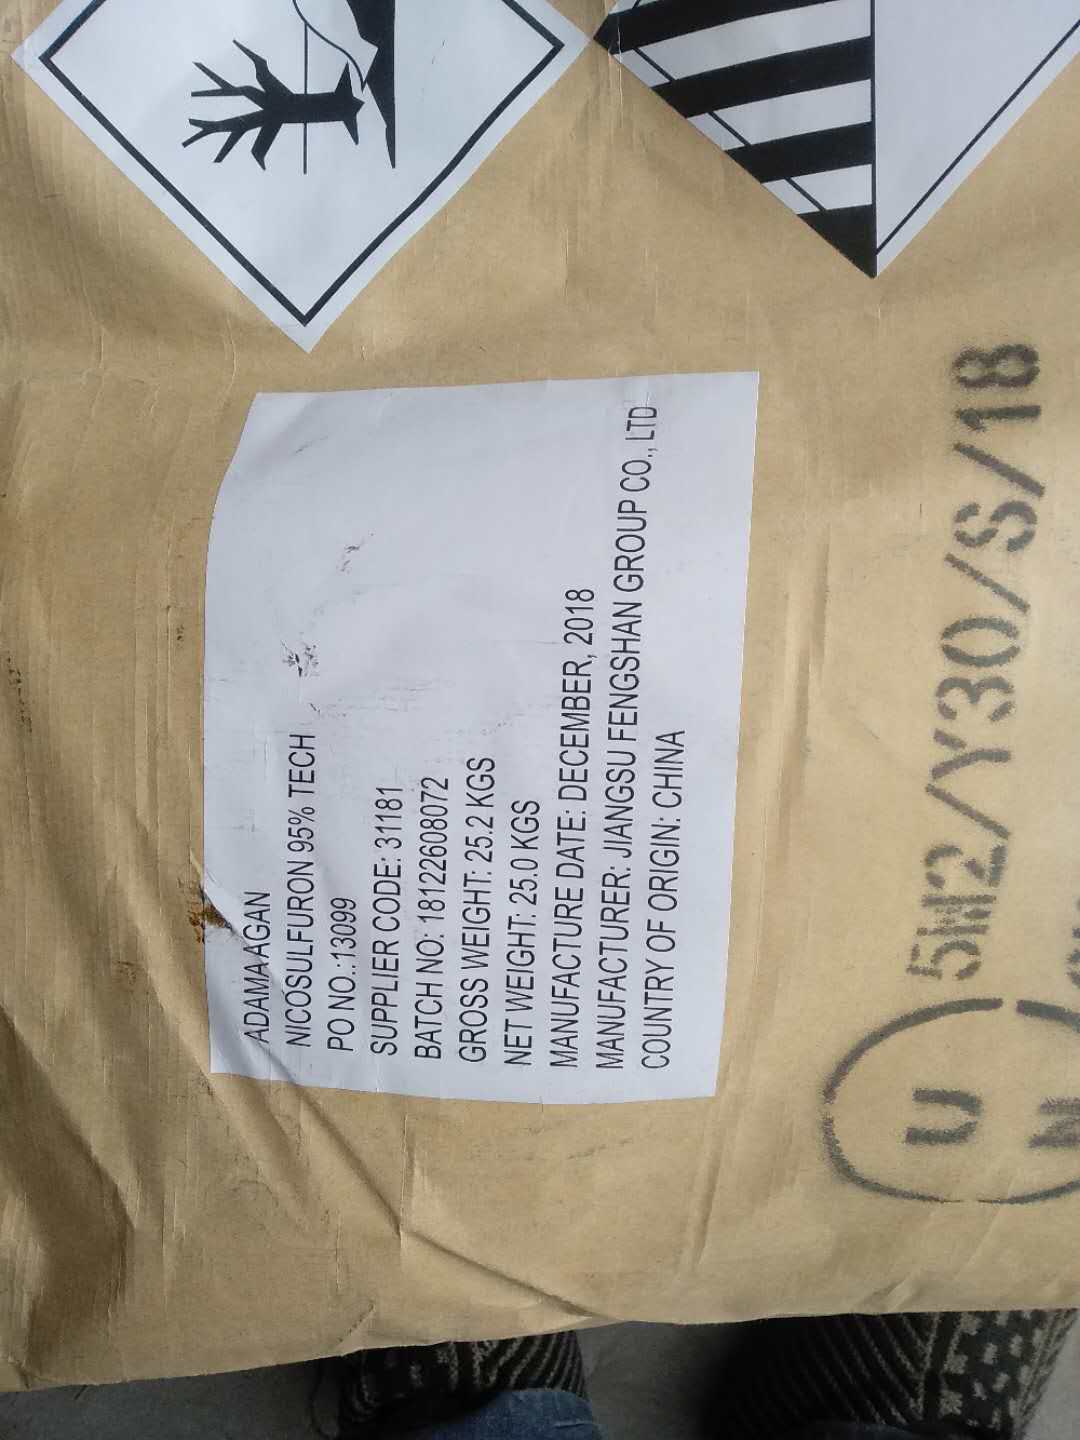 ADAMA AGAN
NICOSULFURON 95% TECH
PO NO.:13099
SUPPLIER CODE: 31181
BATCH NO: 18122608072
GROSS WEIGHT: 25.2 KGS
NET WEIGHT: 25.0 KGS
MANUFACTURE DATE: DECEMBER, 2018
MANUFACTURER: JIANGSU FENGSHAN GROUP CO., LTD
COUNTRY OF ORIGIN: CHINA
U
N
5M2/Y30/S/18